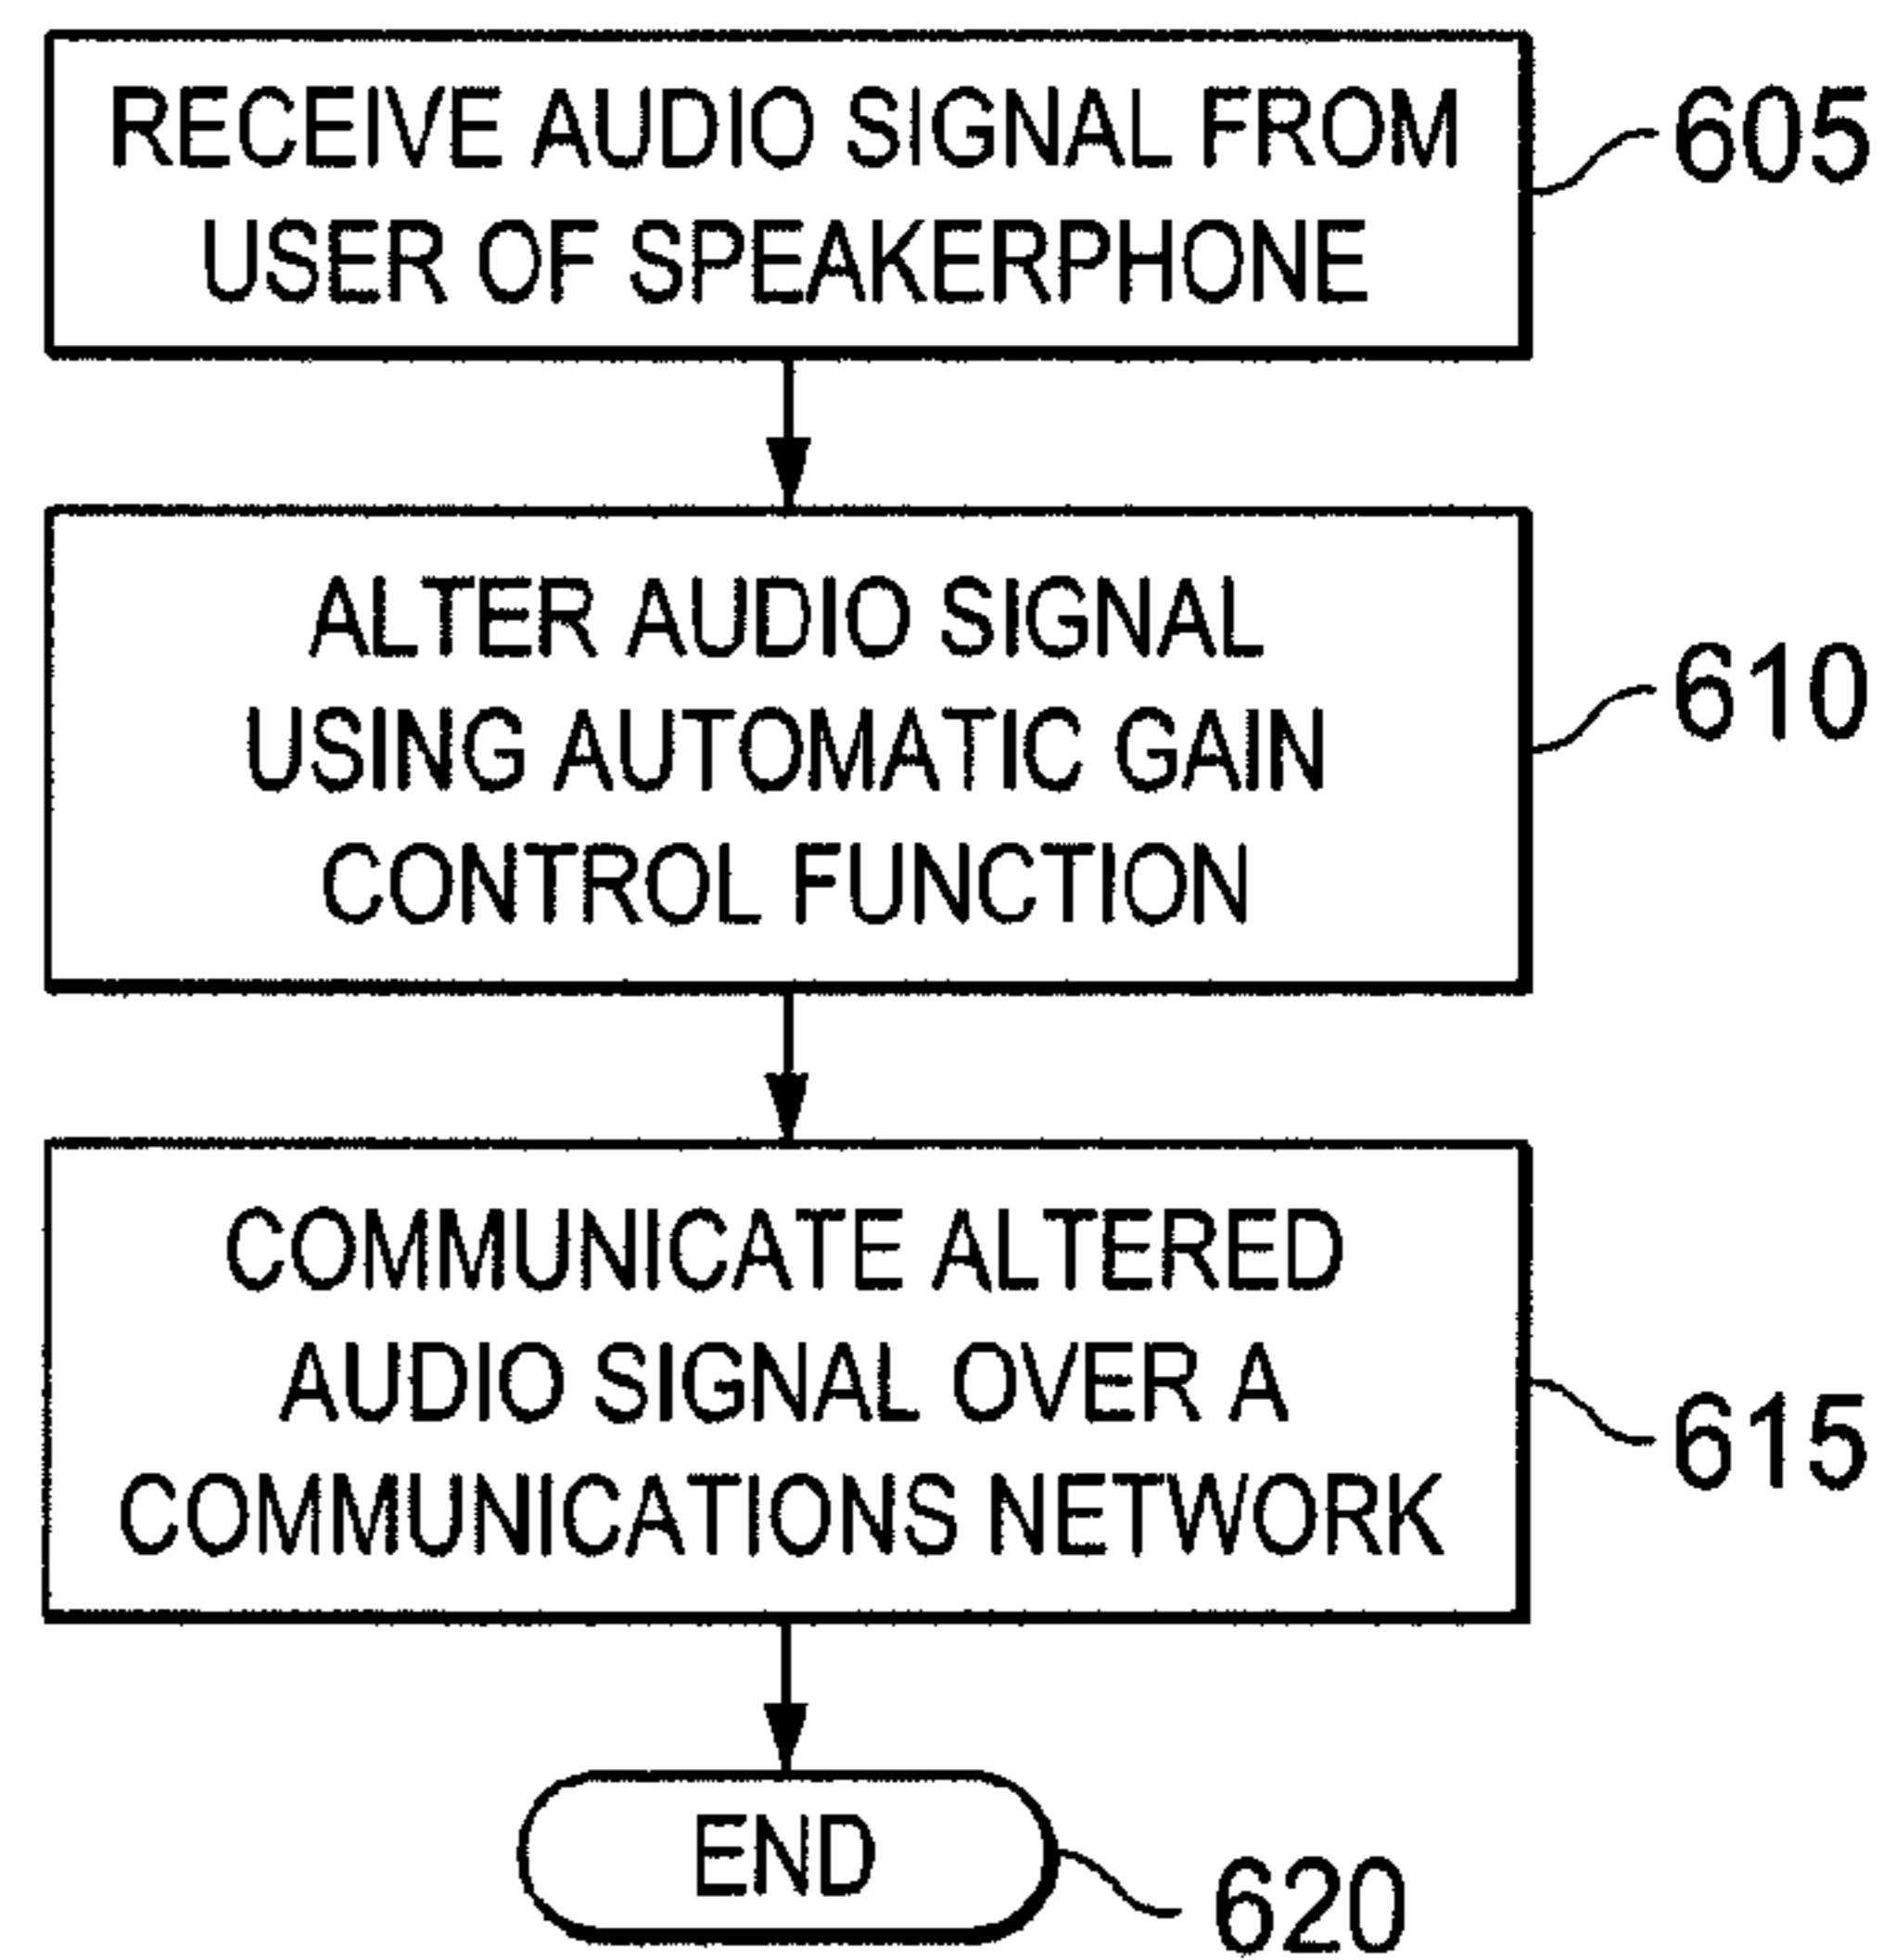 RECEIVE AUDIO SIGNAL FROM
USER OF SPEAKERPHONE
605
ALTER AUDIO SIGNAL
USING AUTOMATIC GAIN
CONTROL FUNCTION
610
COMMUNICATE ALTERED
AUDIO SIGNAL OVER A
COMMUNICATIONS NETWORK
615
END
620